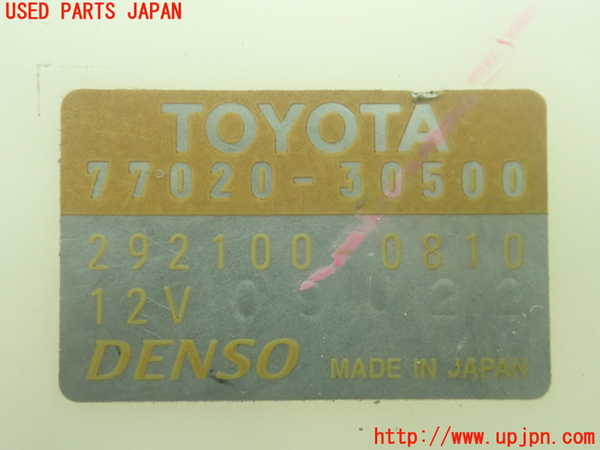 USED PARTS JAPAN
TOYOTA
77020-30500
292100-0810
12V
DENSO MADE IN JAPAN
http://www.upjpn.com/